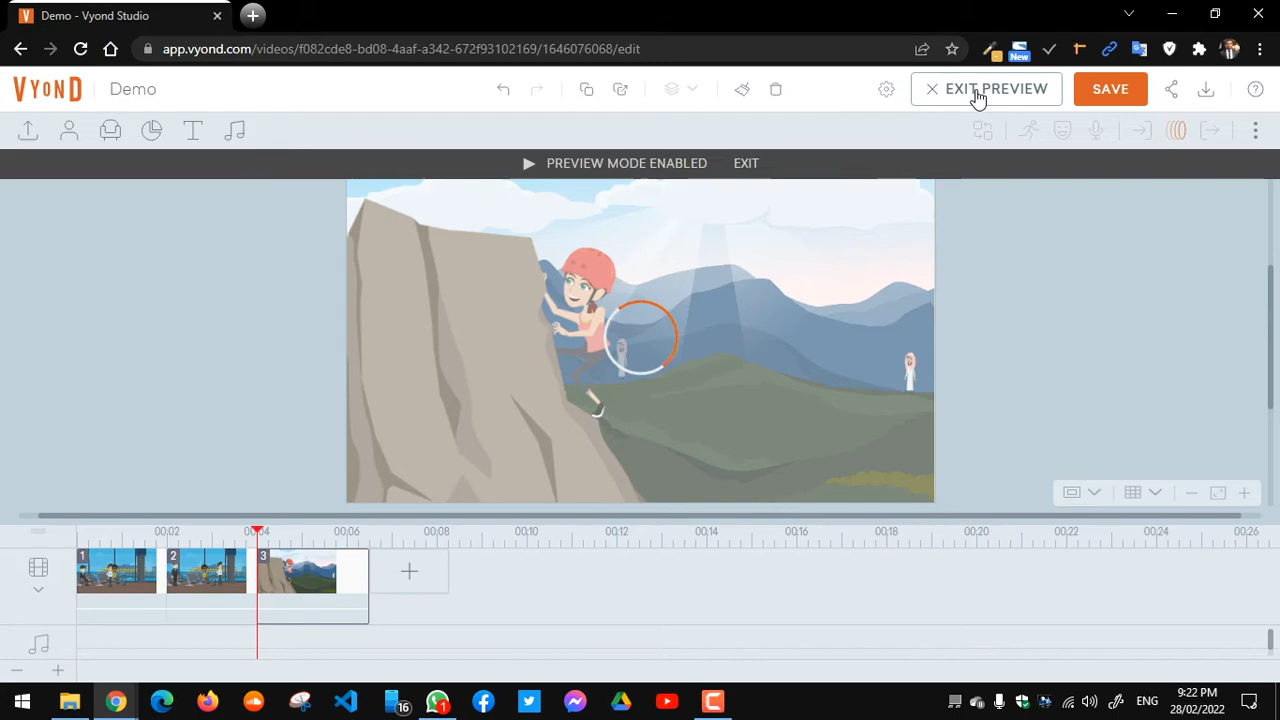 Demo - Vyond Studio
app.vyond.com/videos/f082cde8-bd08-4aaf-a342-672f93102169/1646076068/edit
New
VYOND
Demo
EXIT PREVIEW
SAVE
PREVIEW MODE ENABLED
EXIT
00:02 00:04 00:06 00:08 00:10 00:12 00:14 00:16 00:18 00:20 00:22 00:24 00:26
1 2 3
16
1
ENG
9:22 PM
28/02/2022